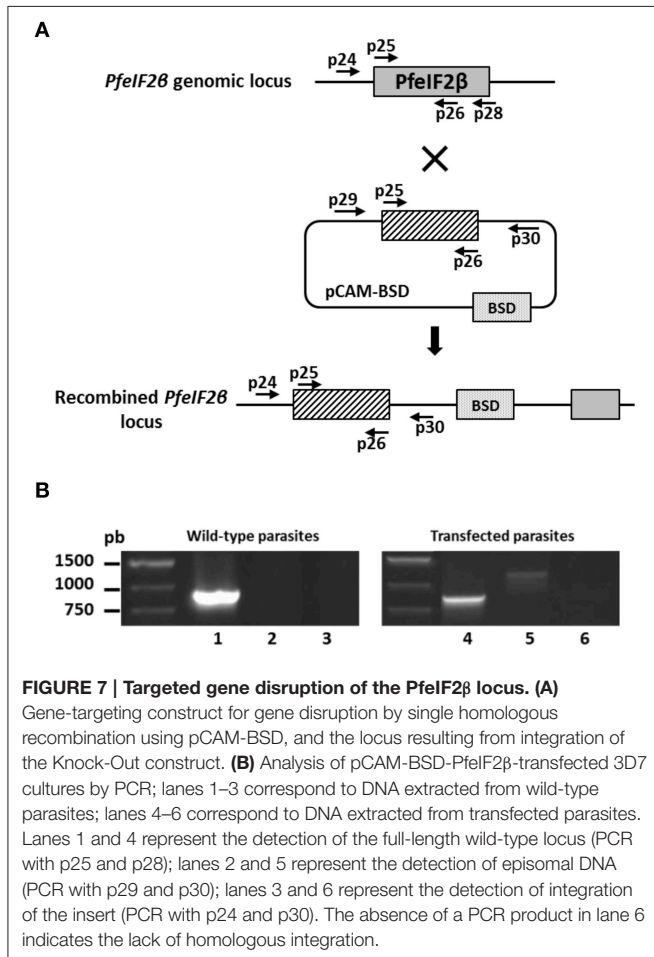 A
p25
p24
PfeIF2β genomic locus
PfeIF2β
p26
p28
p25
p29
p30
p26
pCAM-BSD
BSD
p25
p24
Recombined PfeIF2β
locus
BSD
p30
p26
B
pb
Wild-type parasites
Transfected parasites
1500
1000
750
1 2 3
4 5 6
FIGURE 7 | Targeted gene disruption of the PfeIF2β locus. (A)
Gene-targeting construct for gene disruption by single homologous
recombination using pCAM-BSD, and the locus resulting from integration of
the Knock-Out construct. (B) Analysis of pCAM-BSD-PfeIF2β-transfected 3D7
cultures by PCR; lanes 1–3 correspond to DNA extracted from wild-type
parasites; lanes 4–6 correspond to DNA extracted from transfected parasites.
Lanes 1 and 4 represent the detection of the full-length wild-type locus (PCR
with p25 and p28); lanes 2 and 5 represent the detection of episomal DNA
(PCR with p29 and p30); lanes 3 and 6 represent the detection of integration
of the insert (PCR with p24 and p30). The absence of a PCR product in lane 6
indicates the lack of homologous integration.